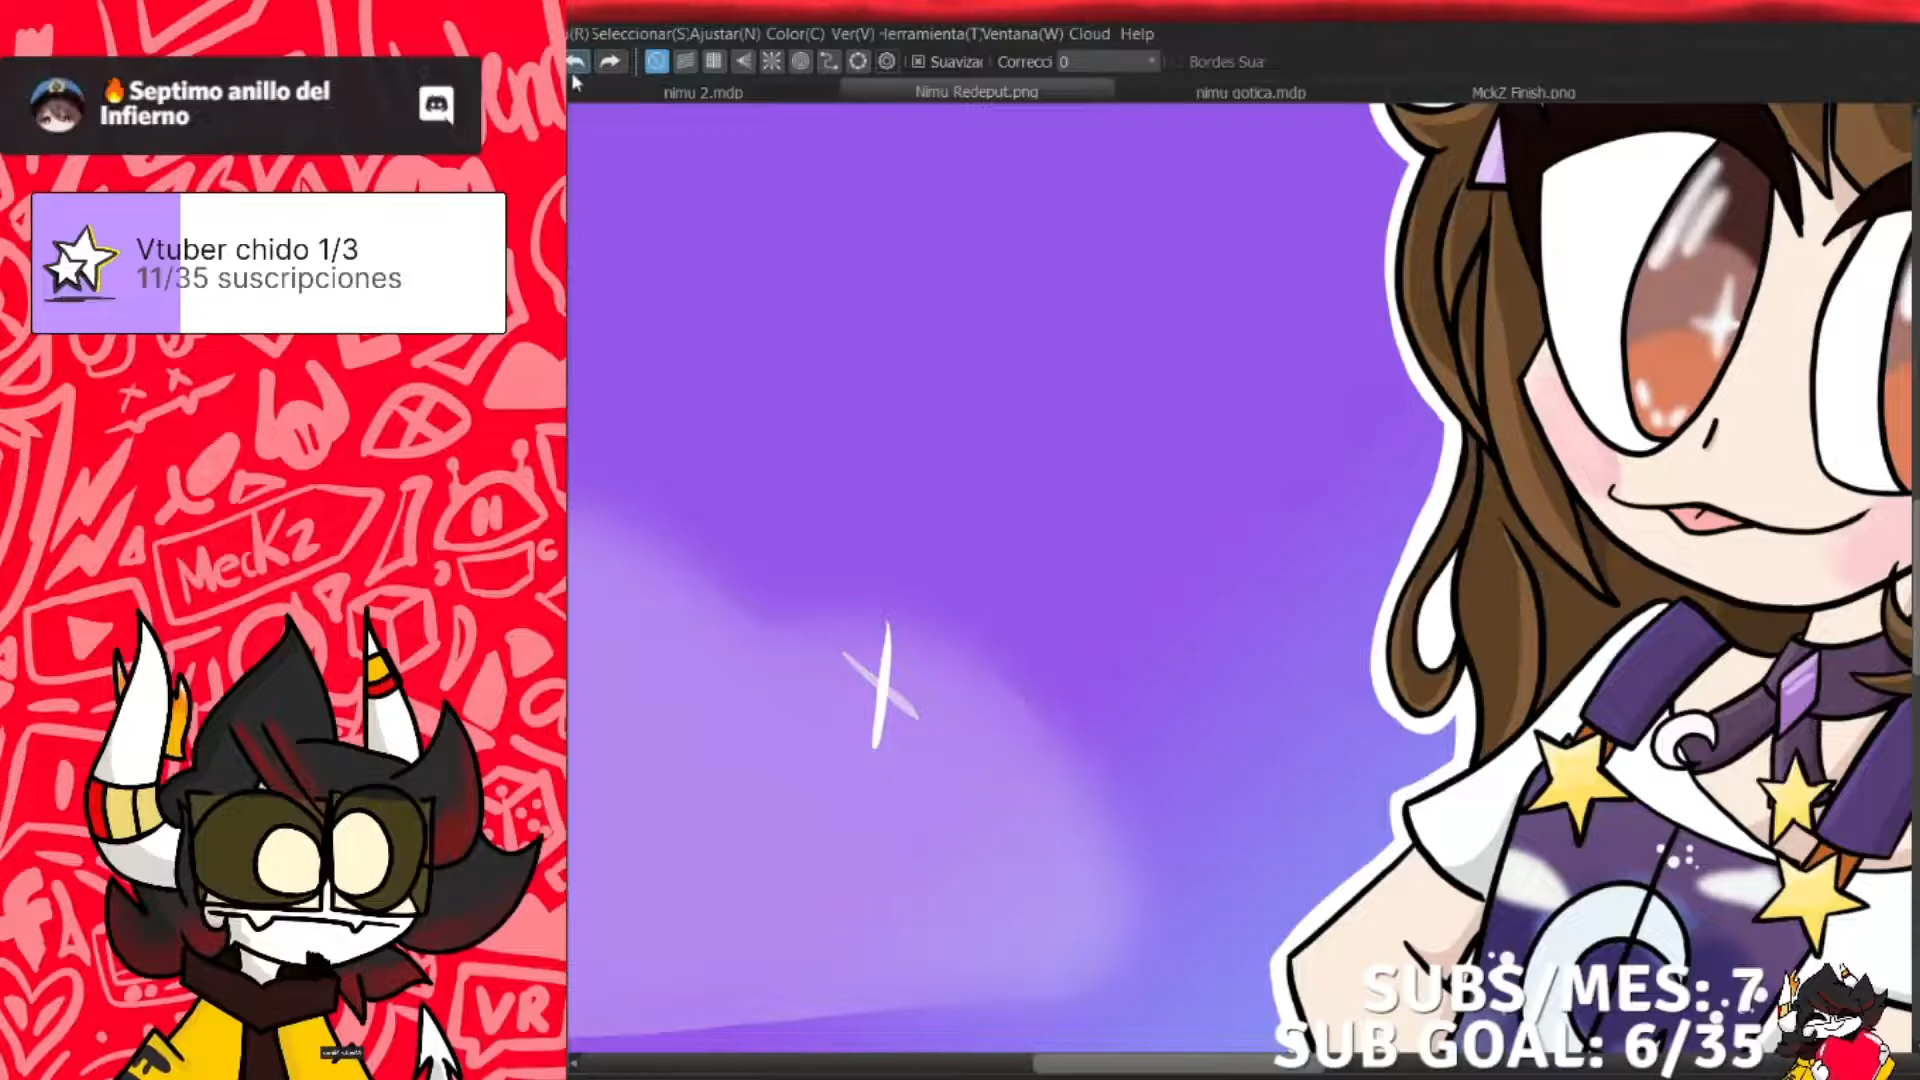 🔥Septimo anillo del
Infierno
Vtuber chido 1/3
11/35 suscripciones
MecKz
N
VR
(R) Seleccionar(S Ajustar(N) Color(C) Ver(V) Herramienta(T Ventana(W) Cloud Help
Suavizar Correcci 0 Bordes Sua
nimu 2.mdp Nimu Redeput.png nimu gotica.mdp MckZ Finish.png
SUBS/MES: 7
SUB GOAL: 6/35